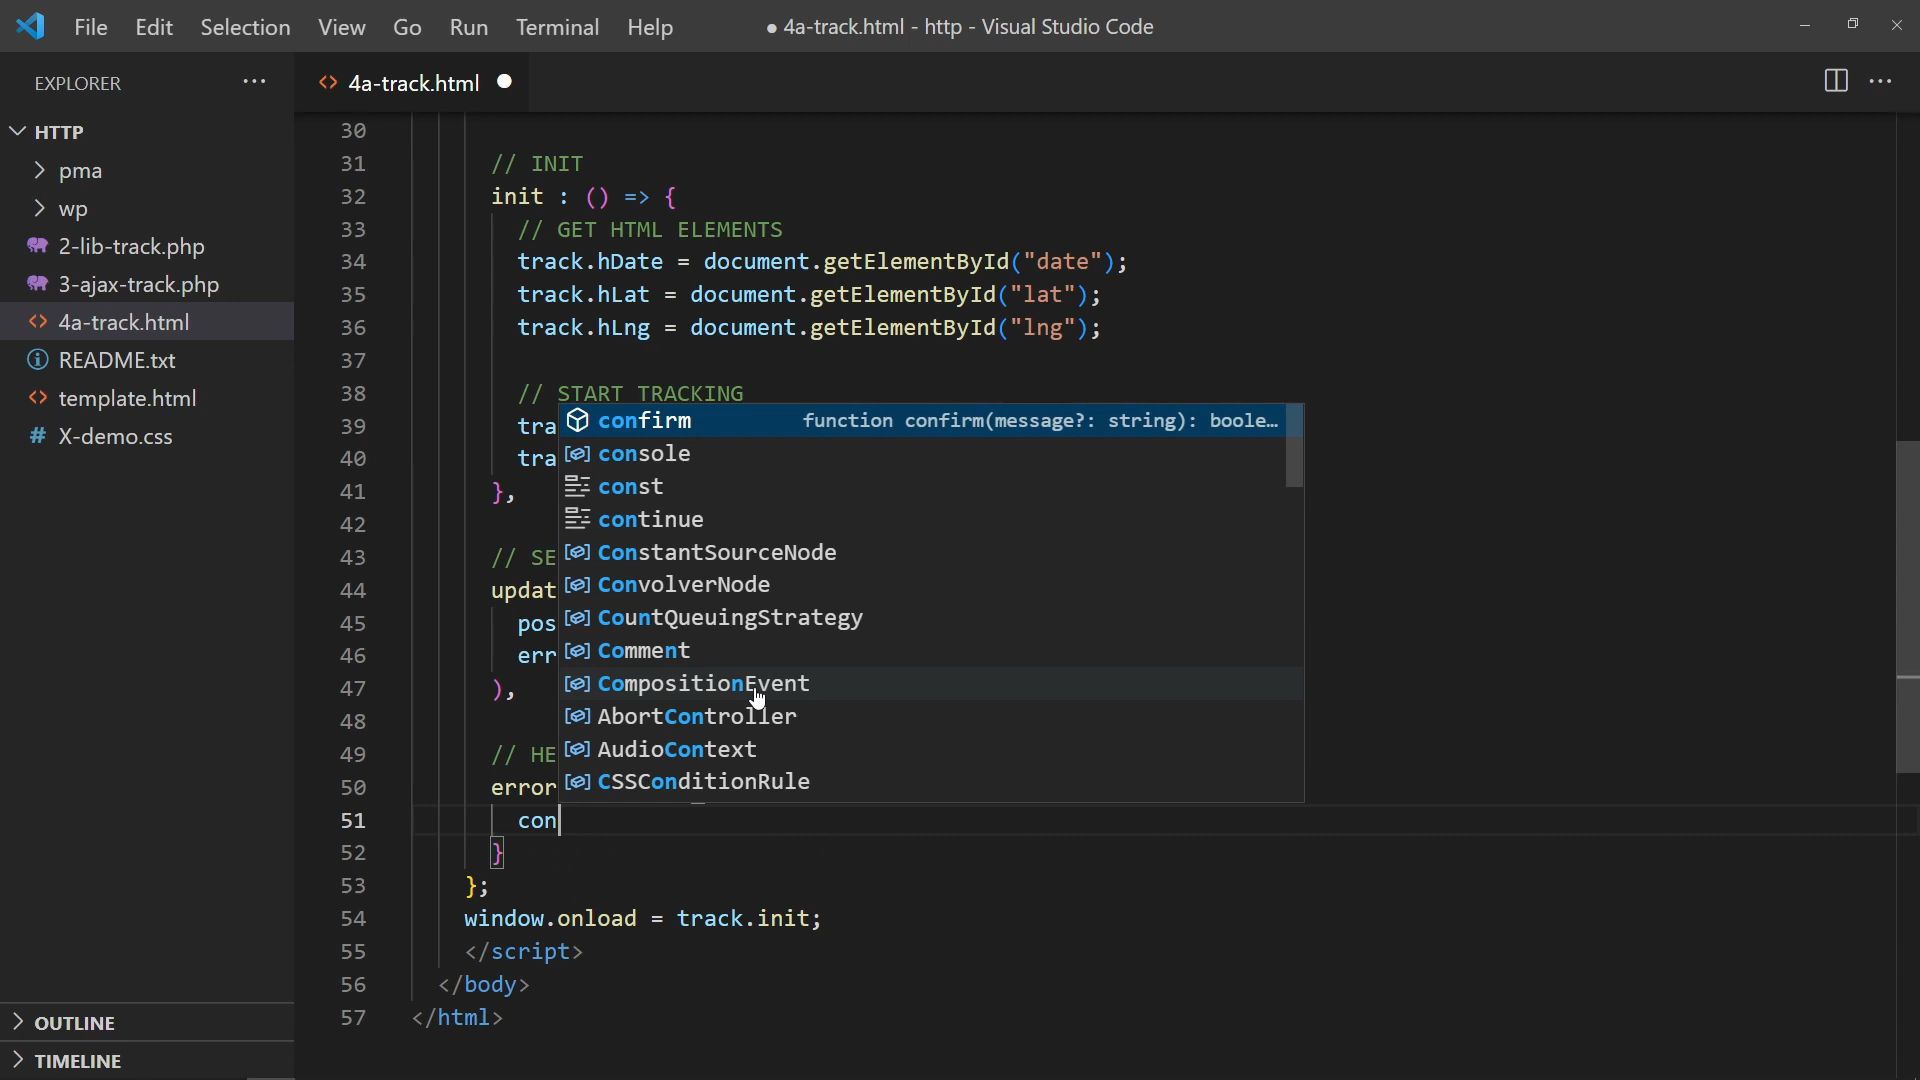 File Edit Selection View Go Run Terminal Help ● 4a-track.html - http - Visual Studio Code
EXPLORER ···
4a-track.html ●
HTTP
pma
wp
2-lib-track.php
3-ajax-track.php
4a-track.html
README.txt
template.html
# X-demo.css
OUTLINE
TIMELINE
30
31 // INIT
32 init : () => {
33 // GET HTML ELEMENTS
34 track.hDate = document.getElementById("date");
35 track.hLat = document.getElementById("lat");
36 track.hLng = document.getElementById("lng");
37
38 // START TRACKING
39 tra
40 tra
41 },
42
43 // SE
44 updat
45 pos
46 err
47 ),
48
49 // HE
50 error
51 con
52 }
53 };
54 window.onload = track.init;
55 </script>
56 </body>
57 </html>
confirm function confirm(message?: string): boole…
console
const
continue
ConstantSourceNode
ConvolverNode
CountQueuingStrategy
Comment
CompositionEvent
AbortController
AudioContext
CSSConditionRule